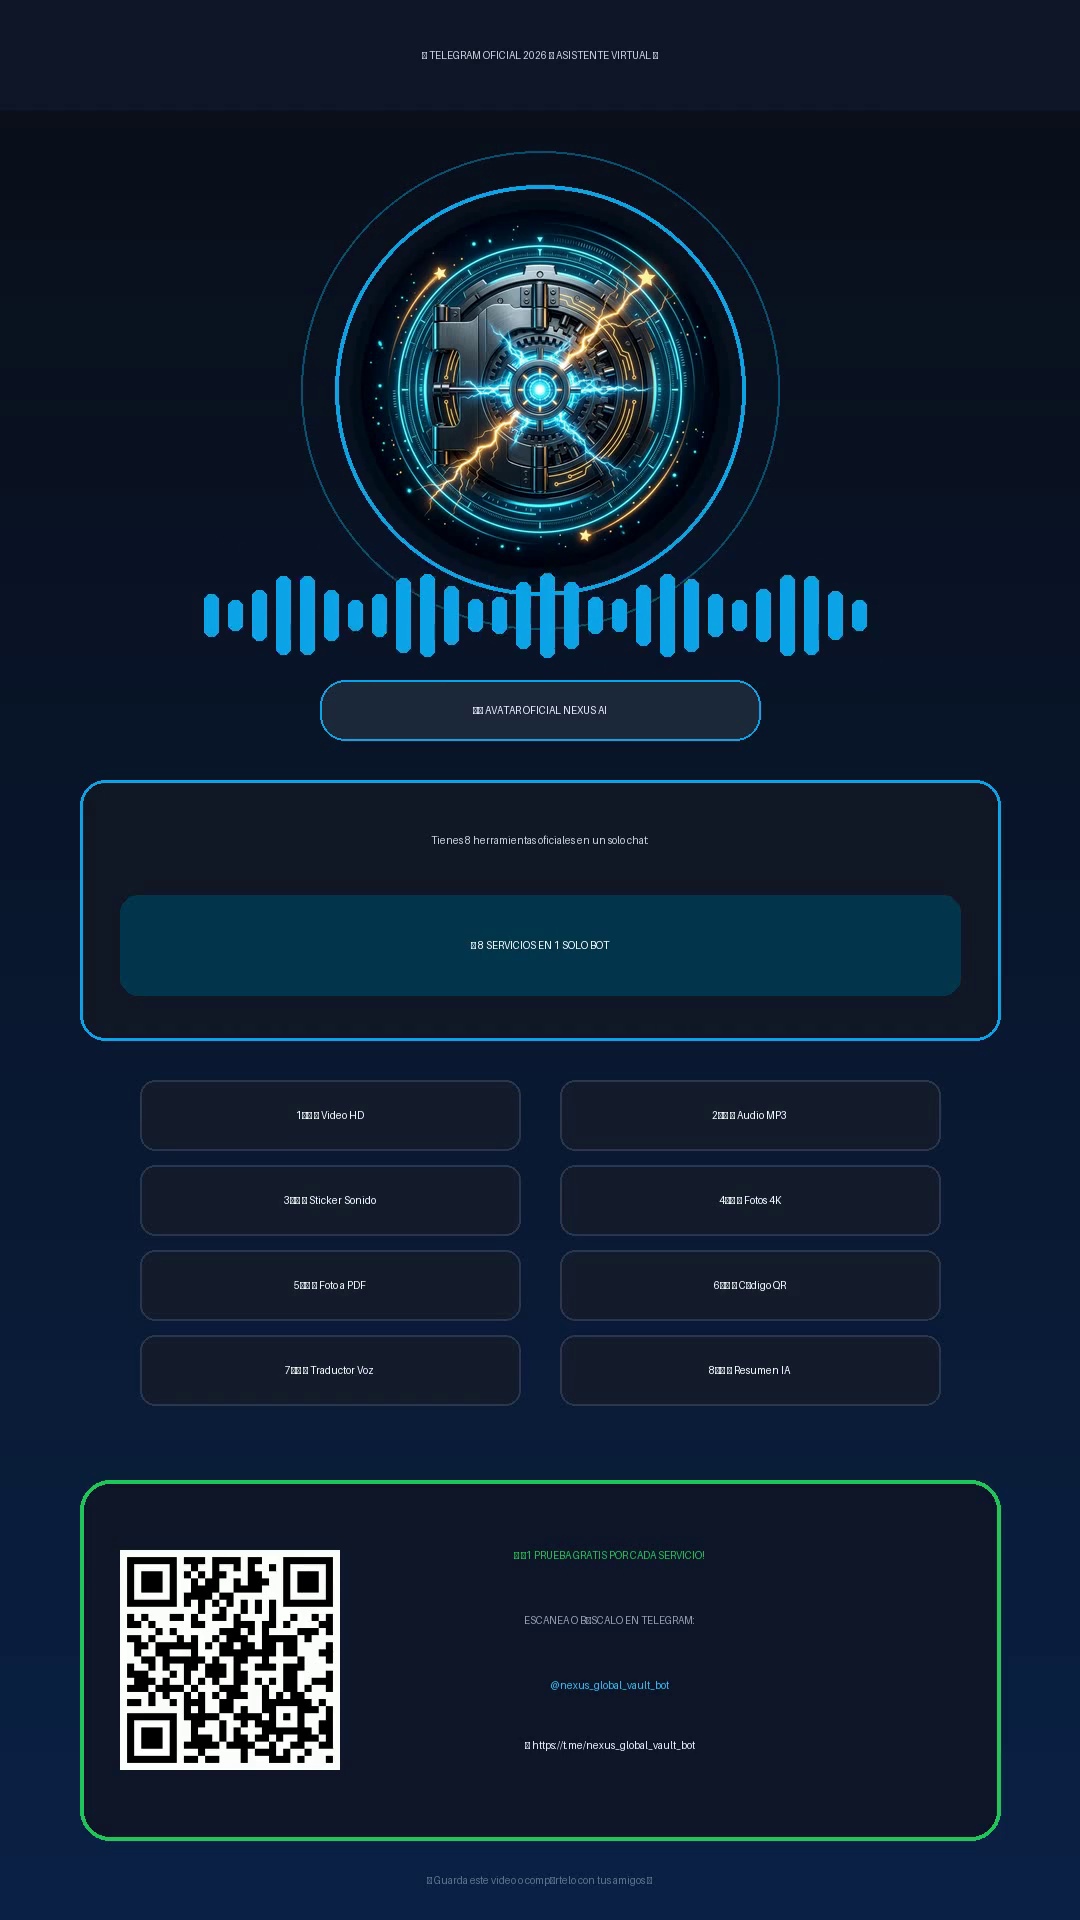 ▯ TELEGRAM OFICIAL 2026 ▯ ASISTENTE VIRTUAL ▯
▯▯ AVATAR OFICIAL NEXUS AI
Tienes 8 herramientas oficiales en un solo chat
▯ 8 SERVICIOS EN 1 SOLO BOT
1▯▯ ▯ Video HD
2▯▯ ▯ Audio MP3
3▯▯ ▯ Sticker Sonido
4▯▯ ▯ Fotos 4K
5▯▯ ▯ Foto a PDF
6▯▯ ▯ C▯digo QR
7▯▯ ▯ Traductor Voz
8▯▯ ▯ Resumen IA
▯ ▯1 PRUEBA GRATIS POR CADA SERVICIO!
ESCANEA O B▯SCALO EN TELEGRAM:
@nexus_global_vault_bot
▯ https://t.me/nexus_global_vault_bot
▯ Guarda este video o comp▯rtelo con tus amigos ▯